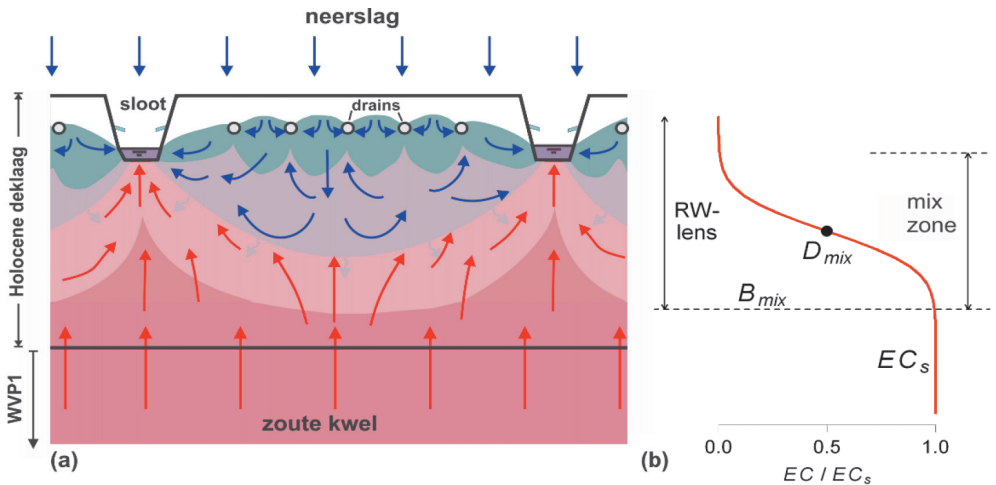 neerslag
sloot
drains
Holocene deklaag
WVP1
zoute kwel
(a)
RW-
lens
mix
zone
D mix
B mix
EC s
(b)
0.0 0.5 1.0
EC / EC s